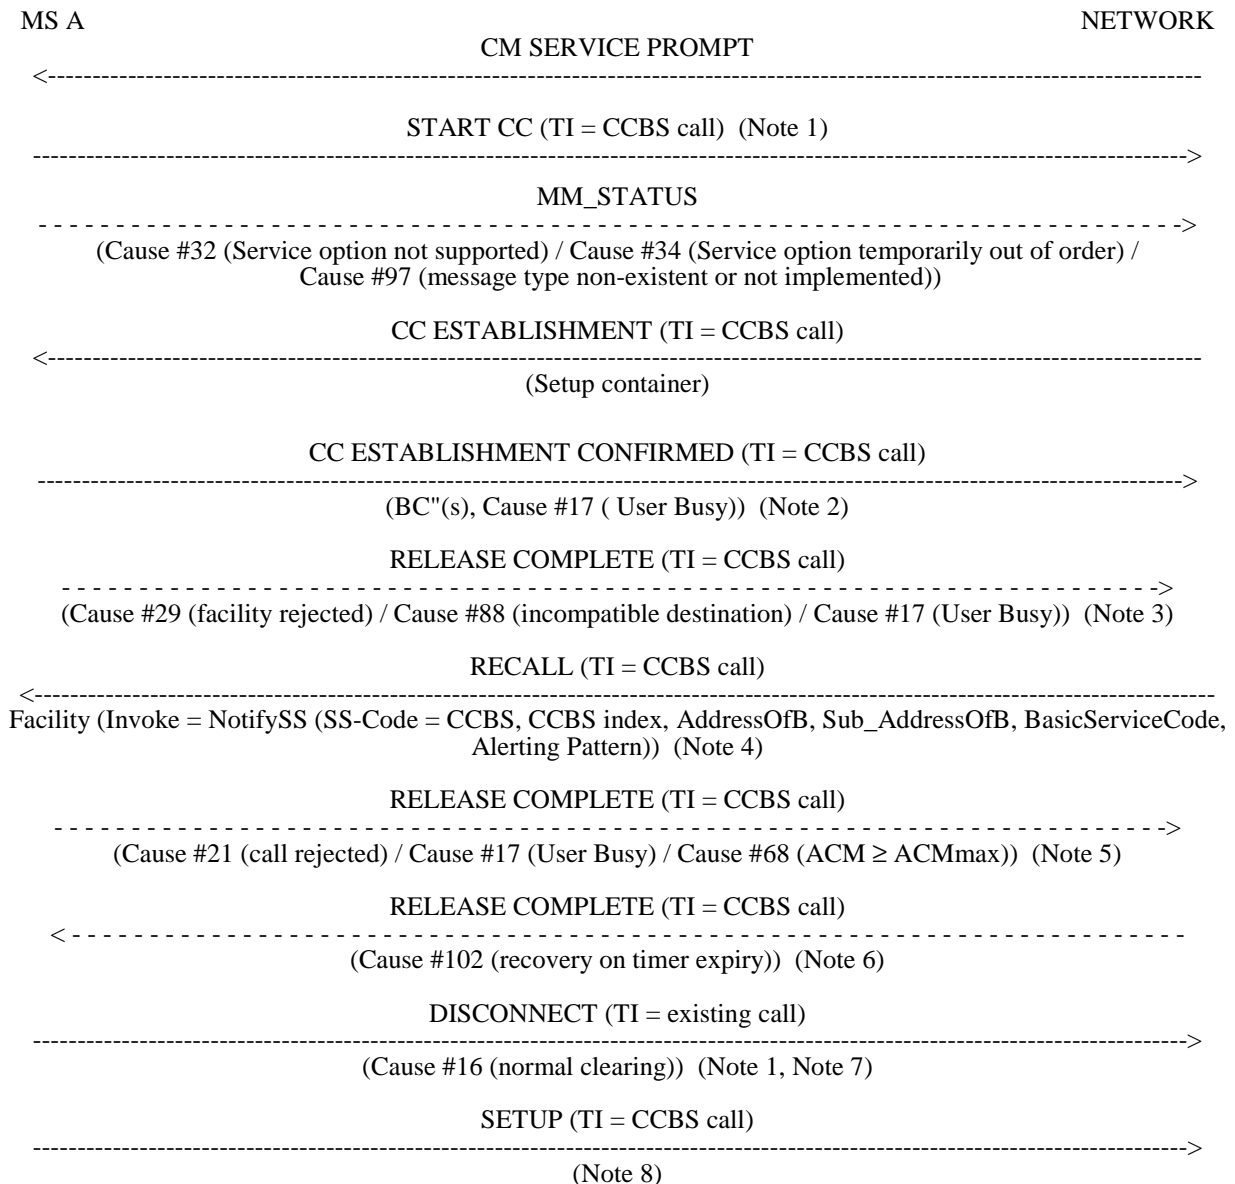 MS A NETWORK
CM SERVICE PROMPT
<----------------------------------------------------------------
START CC (TI = CCBS call) (Note 1)
---------------------------------------------------------------->
MM_STATUS
- - - - - - - - - - - - - - - - - - - - - - - - - - - - - - - ->
(Cause #32 (Service option not supported) / Cause #34 (Service option temporarily out of order) /
Cause #97 (message type non-existent or not implemented))
CC ESTABLISHMENT (TI = CCBS call)
<----------------------------------------------------------------
(Setup container)
CC ESTABLISHMENT CONFIRMED (TI = CCBS call)
---------------------------------------------------------------->
(BC"(s), Cause #17 ( User Busy)) (Note 2)
RELEASE COMPLETE (TI = CCBS call)
- - - - - - - - - - - - - - - - - - - - - - - - - - - - - - - ->
(Cause #29 (facility rejected) / Cause #88 (incompatible destination) / Cause #17 (User Busy)) (Note 3)
RECALL (TI = CCBS call)
<----------------------------------------------------------------
Facility (Invoke = NotifySS (SS-Code = CCBS, CCBS index, AddressOfB, Sub_AddressOfB, BasicServiceCode,
Alerting Pattern)) (Note 4)
RELEASE COMPLETE (TI = CCBS call)
- - - - - - - - - - - - - - - - - - - - - - - - - - - - - - - ->
(Cause #21 (call rejected) / Cause #17 (User Busy) / Cause #68 (ACM ≥ ACMmax)) (Note 5)
RELEASE COMPLETE (TI = CCBS call)
< - - - - - - - - - - - - - - - - - - - - - - - - - - - - - - - -
(Cause #102 (recovery on timer expiry)) (Note 6)
DISCONNECT (TI = existing call)
---------------------------------------------------------------->
(Cause #16 (normal clearing)) (Note 1, Note 7)
SETUP (TI = CCBS call)
---------------------------------------------------------------->
(Note 8)